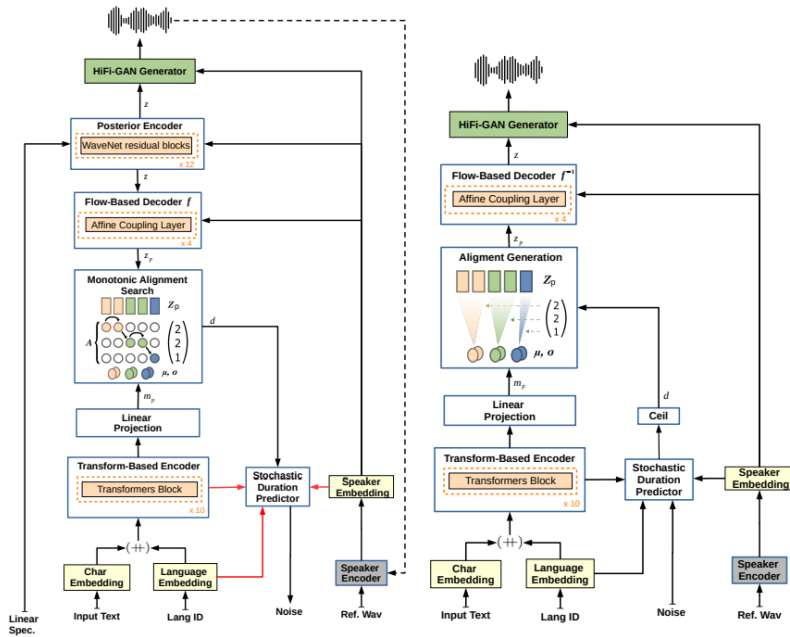 HiFi-GAN Generator
z
Posterior Encoder
WaveNet residual blocks
x 12
z
Flow-Based Decoder f
Affine Coupling Layer
x 4
z_p
Monotonic Alignment
Search
Z_p
A
2
2
1
μ, σ
d
m_p
Linear
Projection
Transform-Based Encoder
Transformers Block
x 10
Stochastic
Duration
Predictor
Speaker
Embedding
(++)
Char
Embedding
Language
Embedding
Speaker
Encoder
Linear
Spec.
Input Text
Lang ID
Noise
Ref. Wav
HiFi-GAN Generator
z
Flow-Based Decoder f⁻¹
Affine Coupling Layer
x 4
z_p
Aligment Generation
Z_p
2
2
1
μ, σ
d
m_p
Linear
Projection
Ceil
Transform-Based Encoder
Transformers Block
x 10
Stochastic
Duration
Predictor
Speaker
Embedding
(++)
Char
Embedding
Language
Embedding
Speaker
Encoder
Input Text
Lang ID
Noise
Ref. Wav